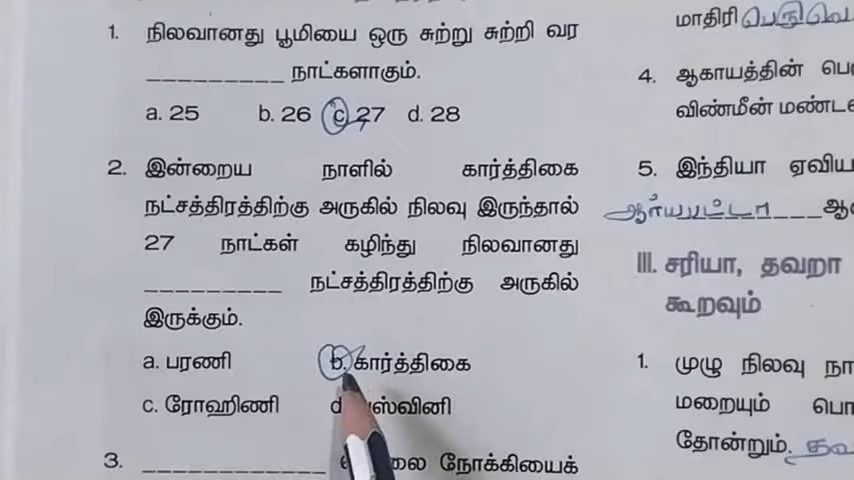 1. நிலவானது பூமியை ஒரு சுற்று சுற்றி வர
__________ நாட்களாகும்.
a. 25 b. 26 c. 27 d. 28
2. இன்றைய நாளில் கார்த்திகை
நட்சத்திரத்திற்கு அருகில் நிலவு இருந்தால்
27 நாட்கள் கழிந்து நிலவானது
__________ நட்சத்திரத்திற்கு அருகில்
இருக்கும்.
a. பரணி b. கார்த்திகை
c. ரோஹிணி
3. _____________ நோக்கியைக்
மாதிரி
4. ஆகாயத்தின்
விண்மீன்
5. இந்தியா
ஆர்யபட்டா
III. சரியா, தவறா
கூறவும்
1. முழு நிலவு
மறையும்
தோன்றும்.